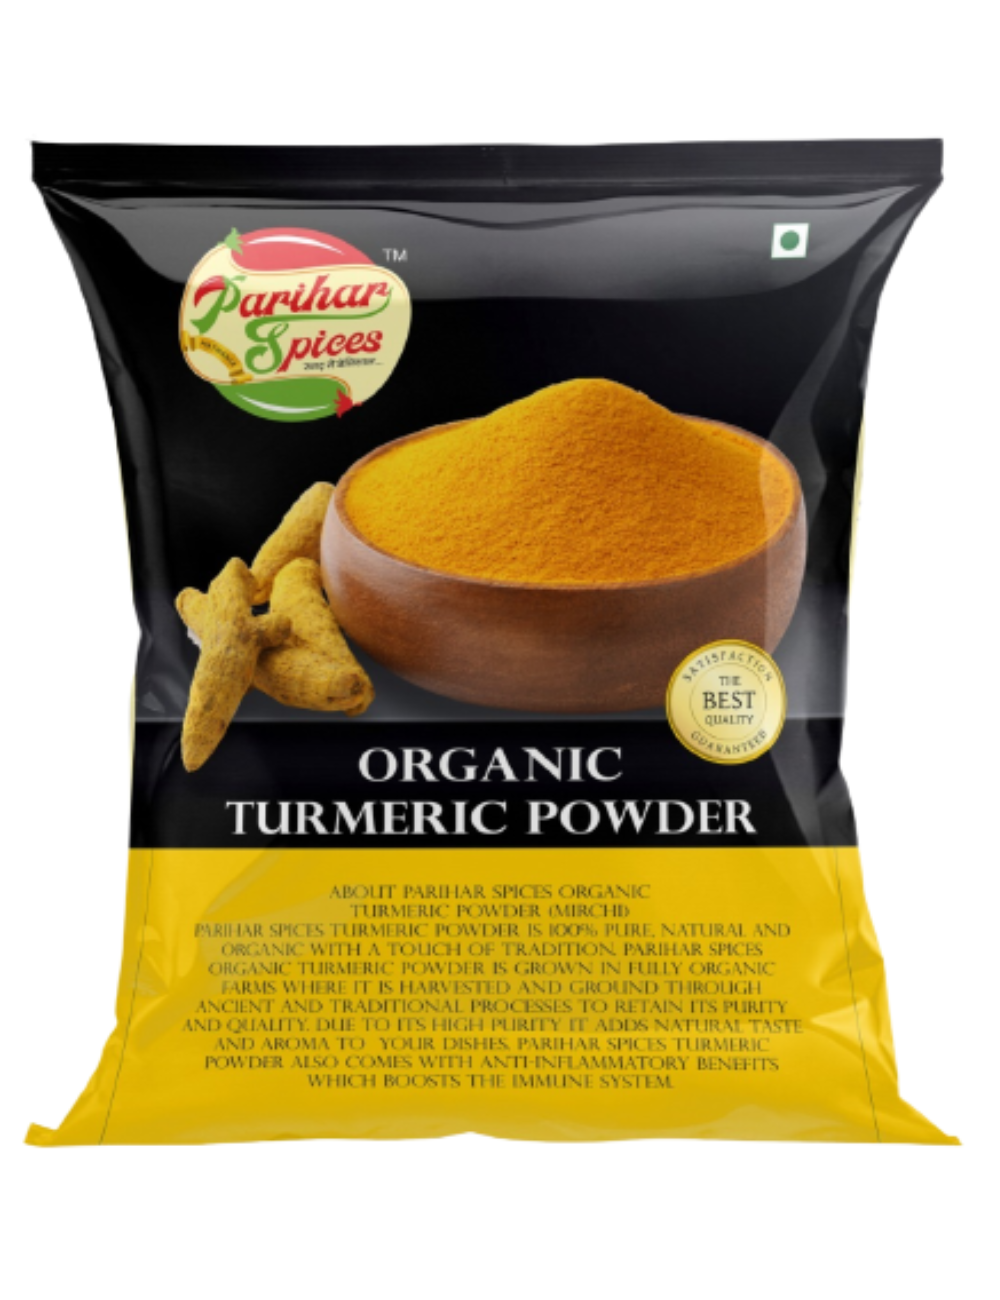 Parihar
TM
Spices
स्वाद में बेमिसाल...
SATISFACTION
THE
BEST
QUALITY
GUARANTEED
ORGANIC
TURMERIC POWDER
ABOUT PARIHAR SPICES ORGANIC
TURMERIC POWDER (MIRCHI)
PARIHAR SPICES TURMERIC POWDER IS 100% PURE, NATURAL AND
ORGANIC WITH A TOUCH OF TRADITION. PARIHAR SPICES
ORGANIC TURMERIC POWDER IS GROWN IN FULLY ORGANIC
FARMS WHERE IT IS HARVESTED AND GROUND THROUGH
ANCIENT AND TRADITIONAL PROCESSES TO RETAIN ITS PURITY
AND QUALITY. DUE TO ITS HIGH PURITY IT ADDS NATURAL TASTE
AND AROMA TO YOUR DISHES. PARIHAR SPICES TURMERIC
POWDER ALSO COMES WITH ANTI-INFLAMMATORY BENEFITS
WHICH BOOSTS THE IMMUNE SYSTEM.